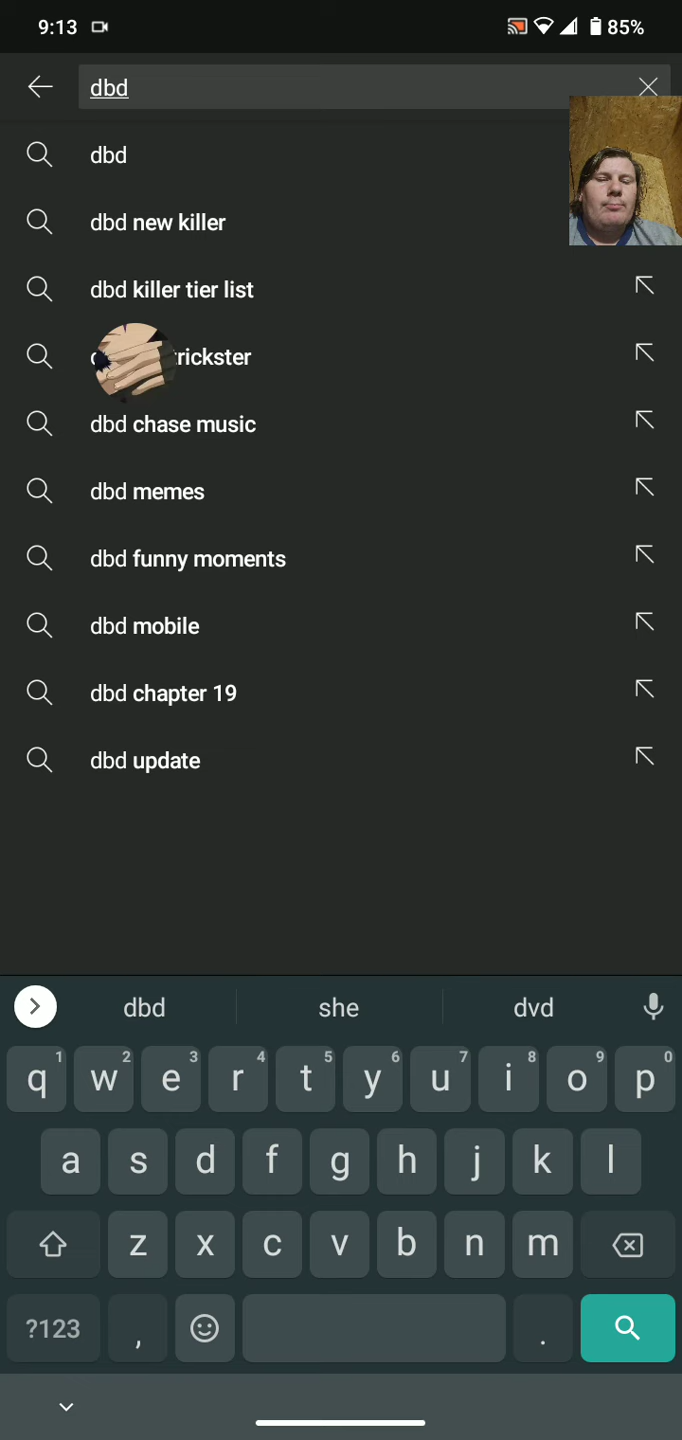 9:13 85%
dbd
dbd
dbd new killer
dbd killer tier list
trickster
dbd chase music
dbd memes
dbd funny moments
dbd mobile
dbd chapter 19
dbd update
dbd she dvd
1 2 3 4 5 6 7 8 9 0
q w e r t y u i o p
a s d f g h j k l
z x c v b n m
?123 , .